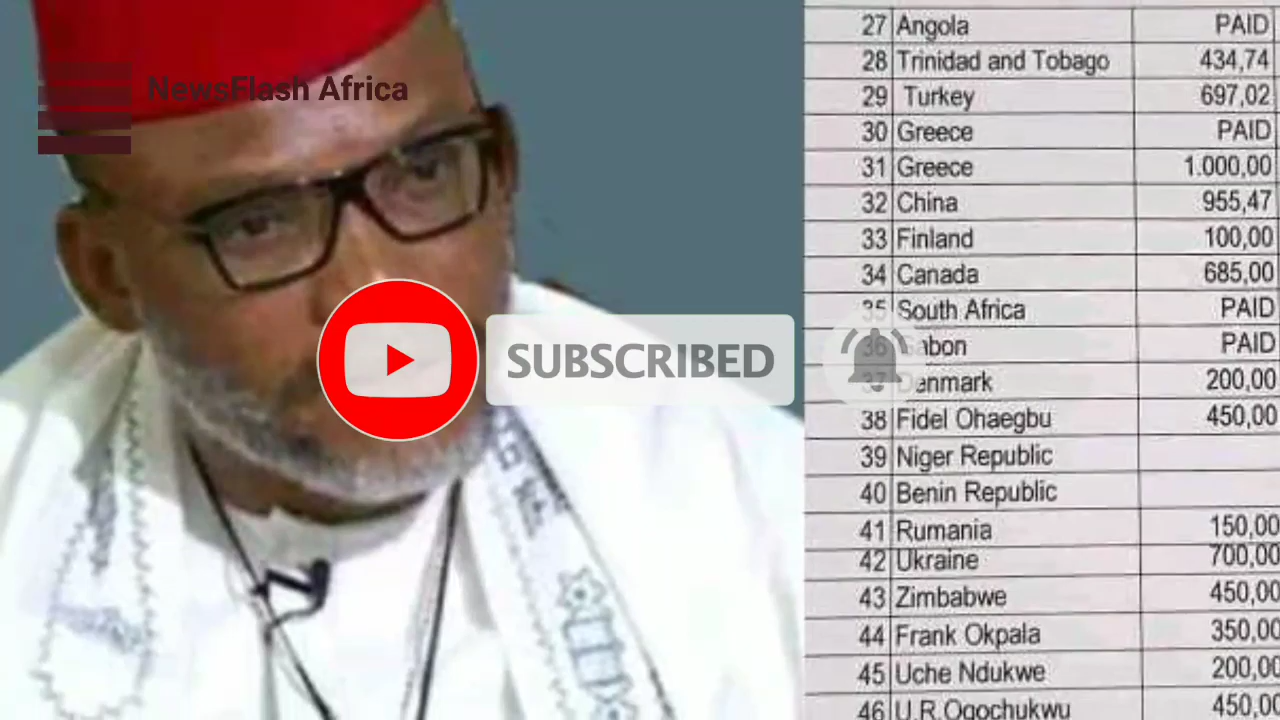 NewsFlash Africa
SUBSCRIBED
27 Angola PAID
28 Trinidad and Tobago 434,74
29 Turkey 697,02
30 Greece PAID
31 Greece 1.000,00
32 China 955,47
33 Finland 100,00
34 Canada 685,00
35 South Africa PAID
36 Gabon PAID
37 Denmark 200,00
38 Fidel Ohaegbu 450,00
39 Niger Republic
40 Benin Republic
41 Rumania 150,00
42 Ukraine 700,00
43 Zimbabwe 450,00
44 Frank Okpala 350,00
45 Uche Ndukwe 200,00
46 U.R.Ogochukwu 450,00